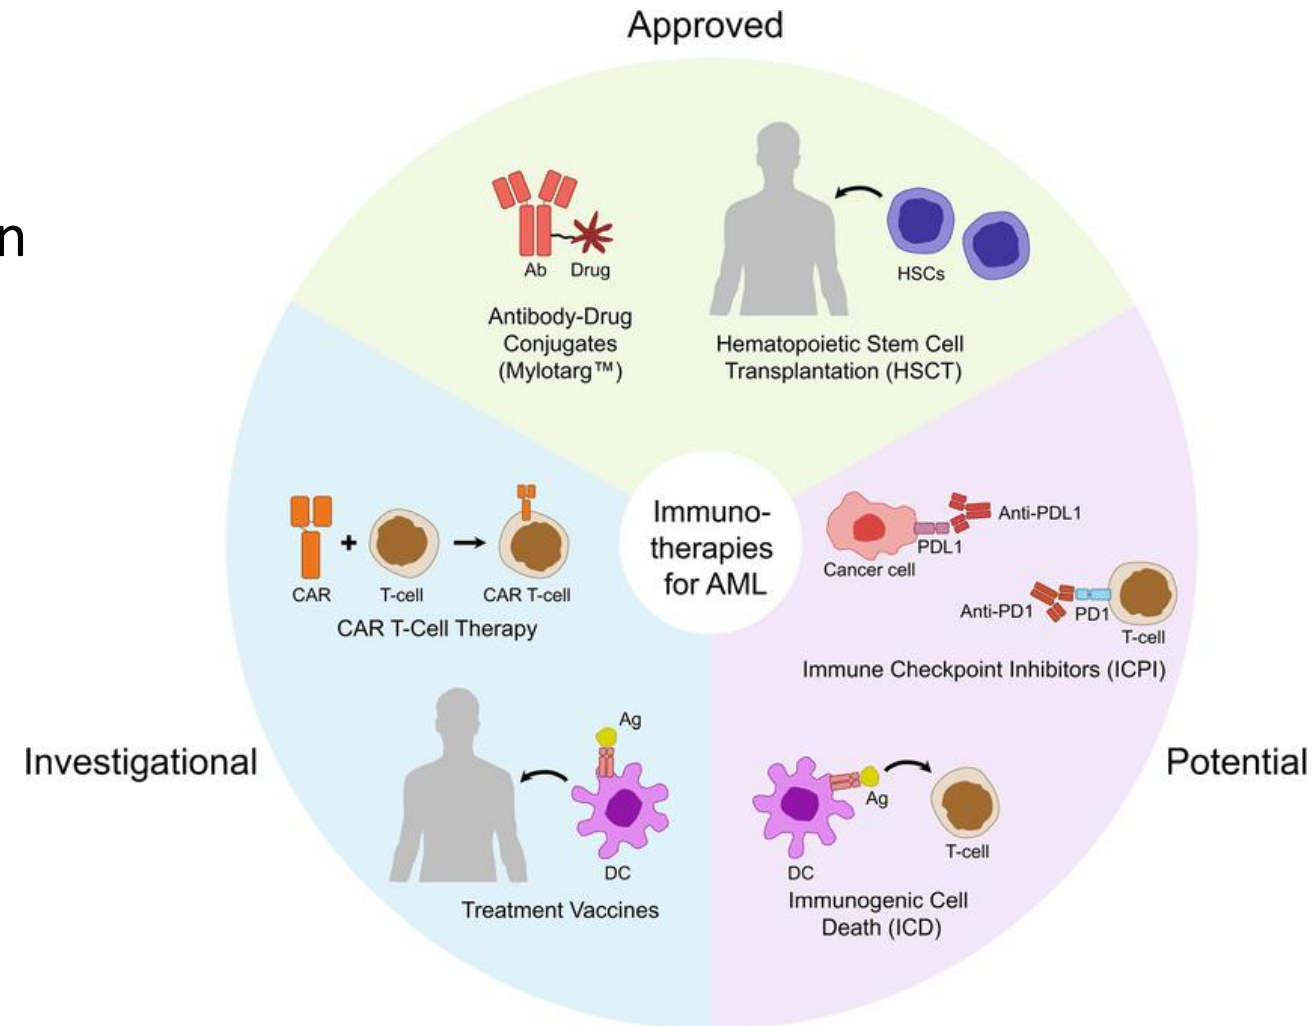 Approved
n
Ab Drug
Antibody-Drug
Conjugates
(Mylotarg™)
HSCs
Hematopoietic Stem Cell
Transplantation (HSCT)
Immuno-
therapies
for AML
CAR
+
T-cell
CAR T-cell
CAR T-Cell Therapy
Anti-PDL1
PDL1
Cancer cell
Anti-PD1
PD1
T-cell
Immune Checkpoint Inhibitors (ICPI)
Investigational
Ag
DC
Treatment Vaccines
Potential
Ag
T-cell
DC
Immunogenic Cell
Death (ICD)